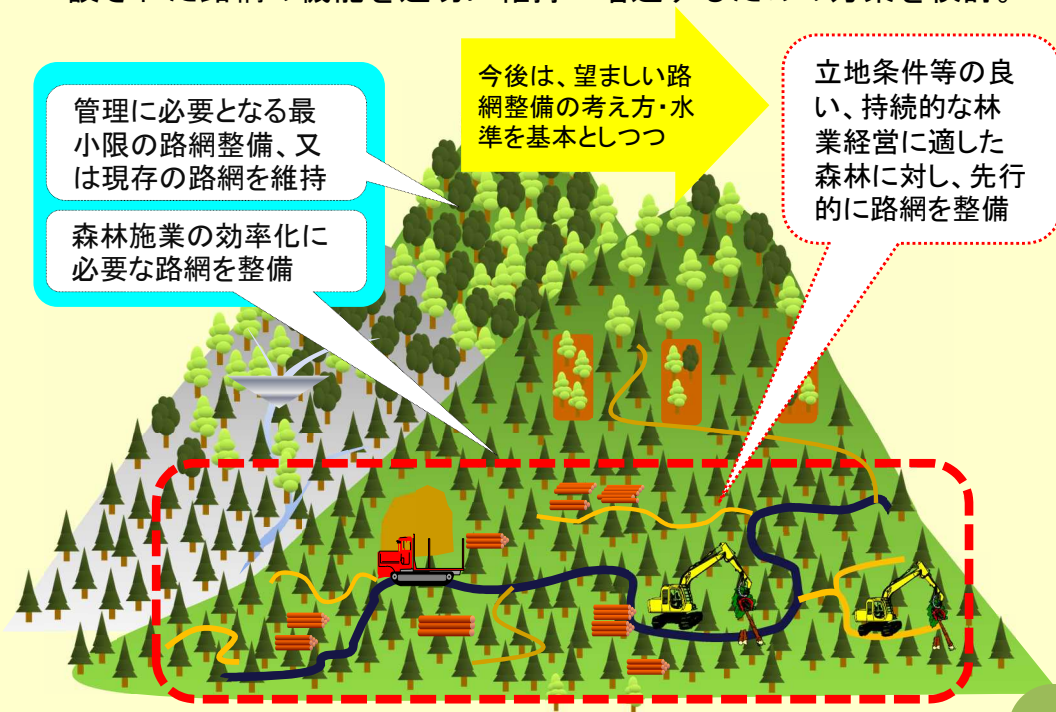 管理に必要となる最
小限の路網整備、又
は現存の路網を維持
森林施業の効率化に
必要な路網を整備
今後は、望ましい路
網整備の考え方・水
準を基本としつつ
立地条件等の良
い、持続的な林
業経営に適した
森林に対し、先行
的に路網を整備